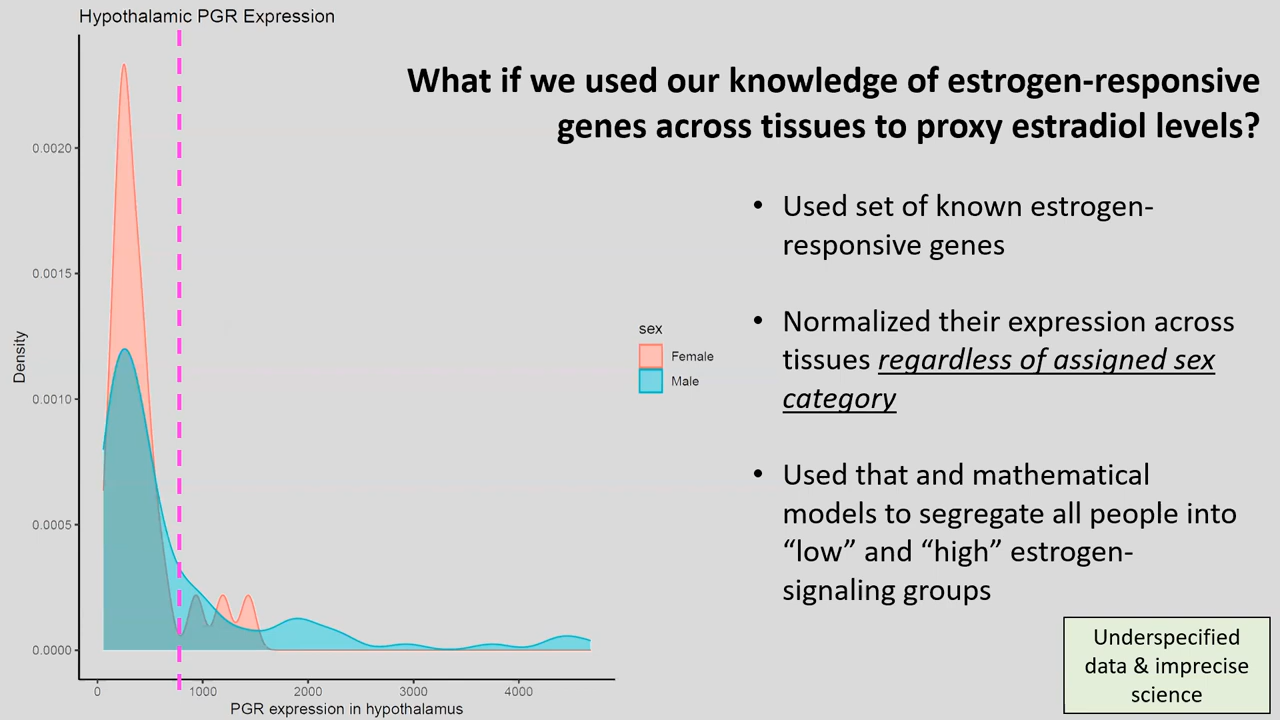 Hypothalamic PGR Expression
What if we used our knowledge of estrogen-responsive
genes across tissues to proxy estradiol levels?
• Used set of known estrogen-
responsive genes
• Normalized their expression across
tissues regardless of assigned sex
category
• Used that and mathematical
models to segregate all people into
“low” and “high” estrogen-
signaling groups
Underspecified
data & imprecise
science
Density
0.0020
0.0015
0.0010
0.0005
0.0000
0 1000 2000 3000 4000
PGR expression in hypothalamus
sex
Female
Male